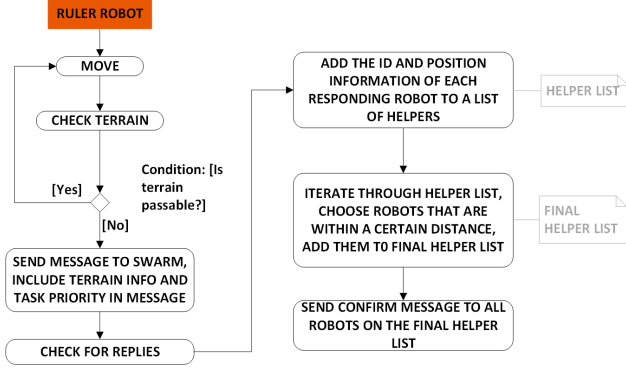 RULER ROBOT
MOVE
CHECK TERRAIN
Condition: [Is
terrain
passable?]
[Yes]
[No]
SEND MESSAGE TO SWARM,
INCLUDE TERRAIN INFO AND
TASK PRIORITY IN MESSAGE
CHECK FOR REPLIES
ADD THE ID AND POSITION
INFORMATION OF EACH
RESPONDING ROBOT TO A LIST
OF HELPERS
HELPER LIST
ITERATE THROUGH HELPER LIST,
CHOOSE ROBOTS THAT ARE
WITHIN A CERTAIN DISTANCE,
ADD THEM T0 FINAL HELPER LIST
FINAL
HELPER LIST
SEND CONFIRM MESSAGE TO ALL
ROBOTS ON THE FINAL HELPER
LIST